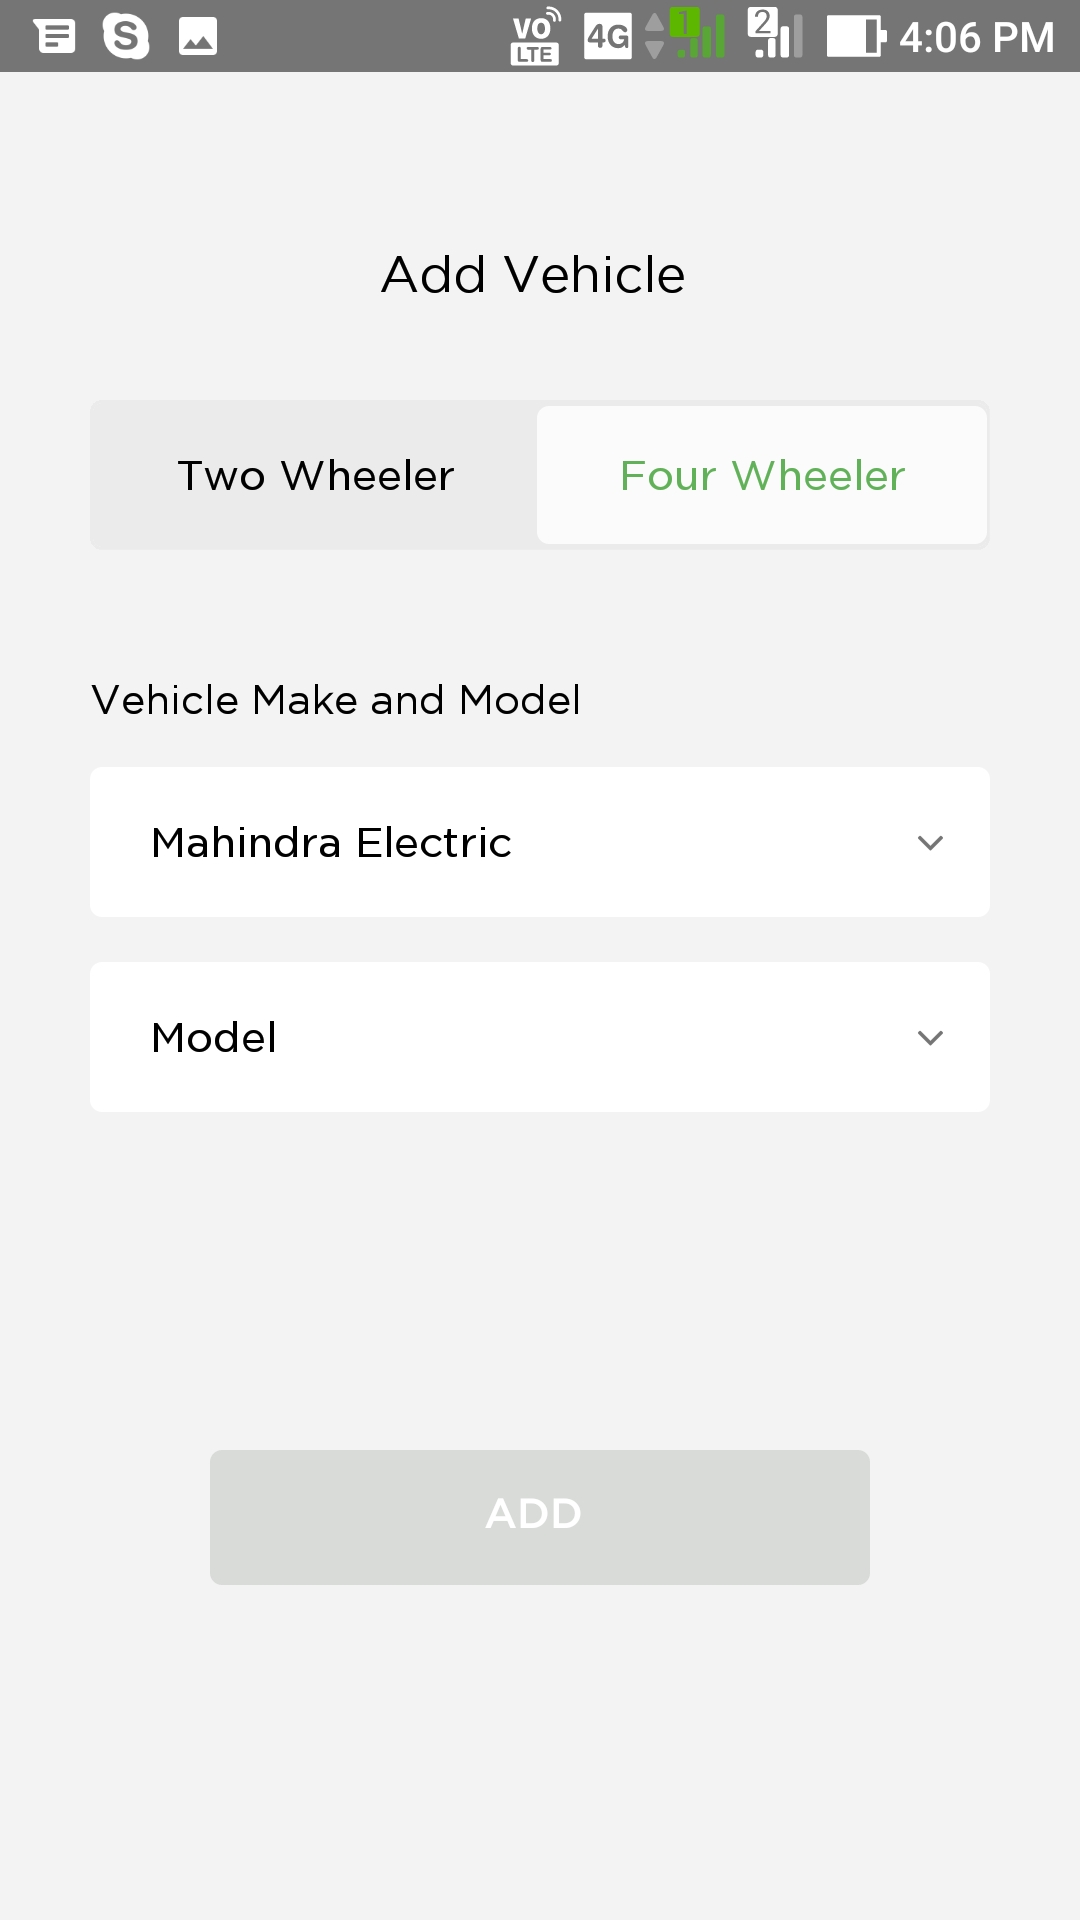 VO LTE 4G 1 2 4:06 PM
Add Vehicle
Two Wheeler Four Wheeler
Vehicle Make and Model
Mahindra Electric
Model
ADD